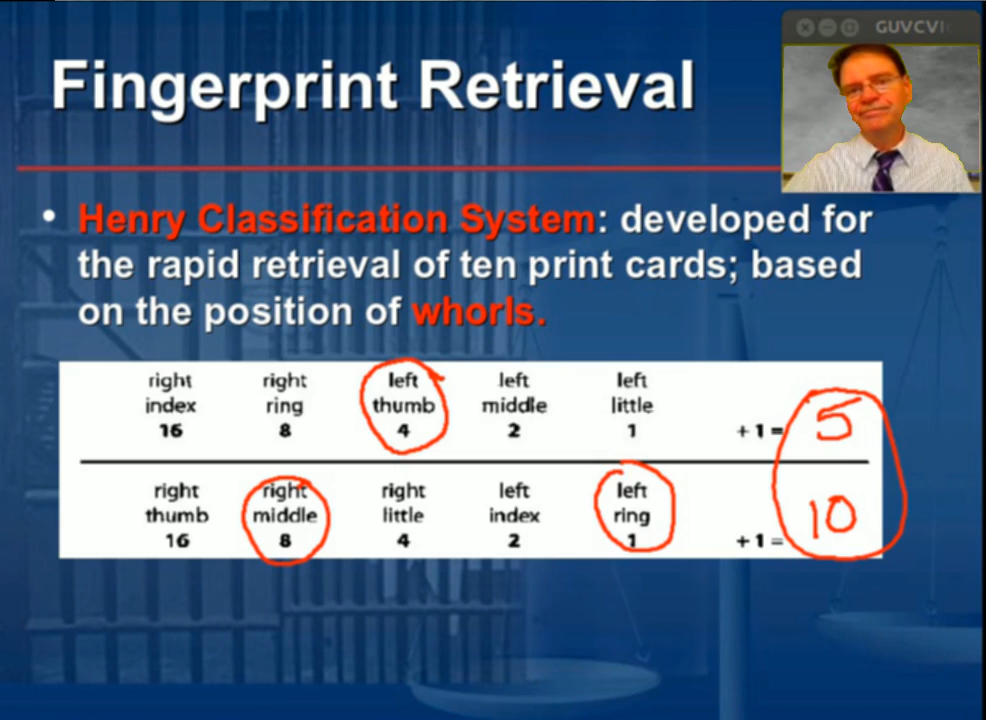 GUVCVI
Fingerprint Retrieval
• Henry Classification System: developed for
the rapid retrieval of ten print cards; based
on the position of whorls.
right right left left left
index ring thumb middle little
16 8 4 2 1 +1= 5
right right right left left
thumb middle little index ring
16 8 4 2 1 +1= 10